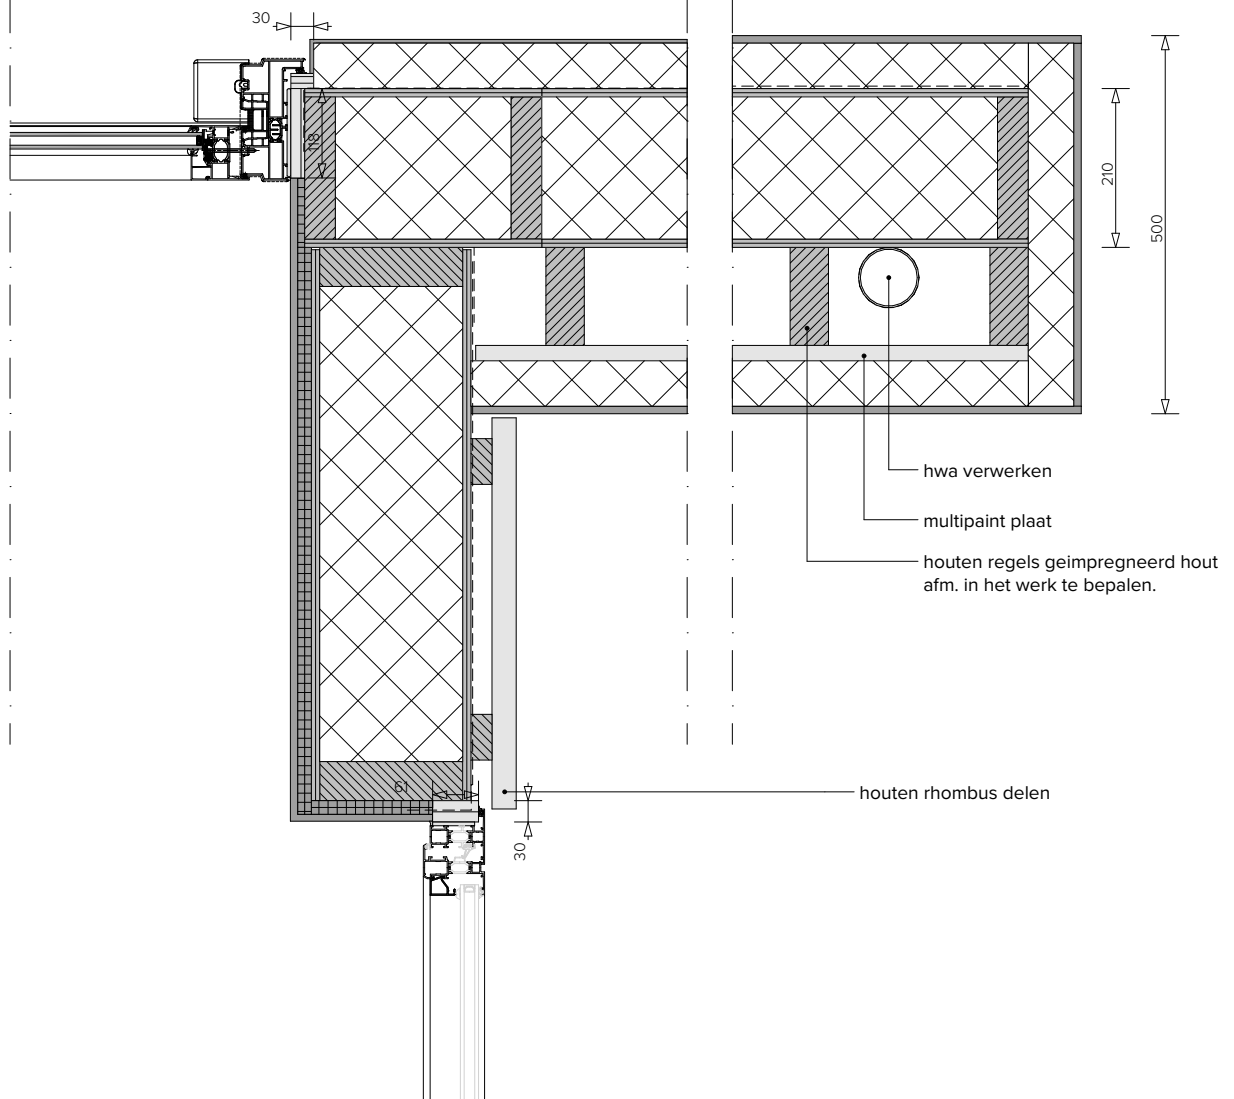 30
118
210
500
hwa verwerken
multipaint plaat
houten regels geimpregneerd hout
afm. in het werk te bepalen.
61
houten rhombus delen
30